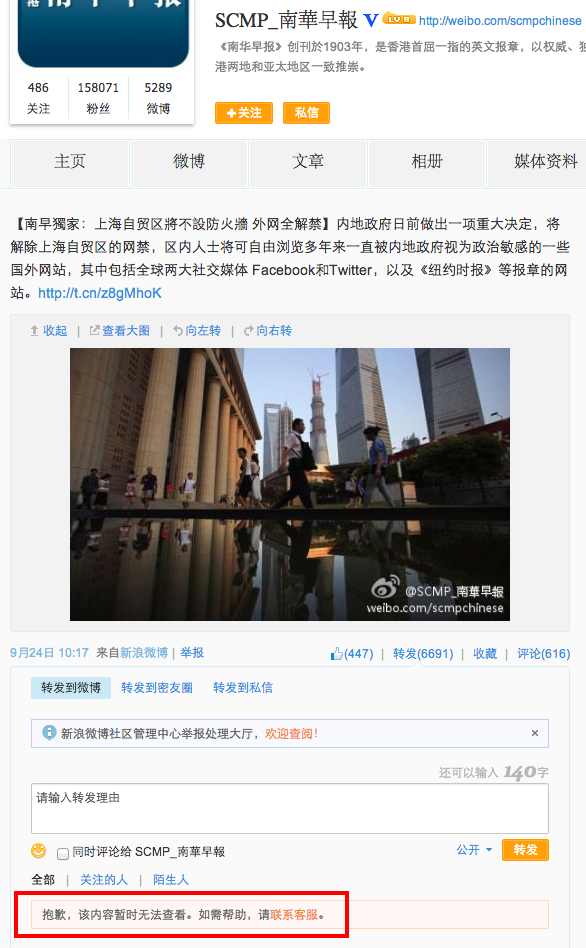 SCMP_南華早報 V LV 8 http://weibo.com/scmpchinese
《南华早报》创刊於1903年，是香港首屈一指的英文报章，以权威、独
港两地和亚太地区一致推崇。
486 158071 5289
关注 粉丝 微博
+关注 私信
主页 微博 文章 相册 媒体资料
【南早獨家：上海自贸区將不設防火牆 外网全解禁】内地政府日前做出一项重大决定，将
解除上海自贸区的网禁，区内人士将可自由浏览多年来一直被内地政府视为政治敏感的一些
国外网站，其中包括全球两大社交媒体 Facebook和Twitter，以及《纽约时报》等报章的网
站。http://t.cn/z8gMhoK
收起 | 查看大图 | 向左转 | 向右转
@SCMP_南華早報
weibo.com/scmpchinese
9月24日 10:17 来自新浪微博 | 举报 (447) | 转发(6691) | 收藏 | 评论(616)
转发到微博 转发到密友圈 转发到私信
新浪微博社区管理中心举报处理大厅，欢迎查阅！ ×
还可以输入 140字
请输入转发理由
同时评论给 SCMP_南華早報 公开 转发
全部 | 关注的人 | 陌生人
抱歉，该内容暂时无法查看。如需帮助，请联系客服。